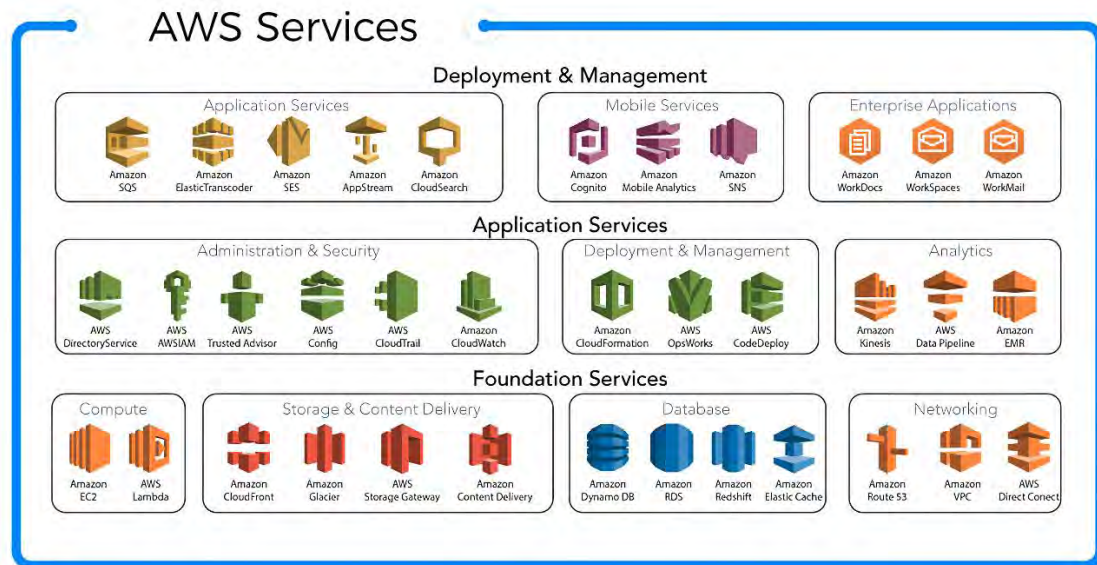 AWS Services
Deployment & Management
Application Services
Amazon
SQS
Amazon
ElasticTranscoder
Amazon
SES
Amazon
AppStream
Amazon
CloudSearch
Mobile Services
Amazon
Cognito
Amazon
Mobile Analytics
Amazon
SNS
Enterprise Applications
Amazon
WorkDocs
Amazon
WorkSpaces
Amazon
WorkMail
Application Services
Administration & Security
AWS
DirectoryService
AWS
AWSIAM
AWS
Trusted Advisor
AWS
Config
AWS
CloudTrail
Amazon
CloudWatch
Deployment & Management
Amazon
CloudFormation
AWS
OpsWorks
AWS
CodeDeploy
Analytics
Amazon
Kinesis
AWS
Data Pipeline
Amazon
EMR
Foundation Services
Compute
Amazon
EC2
AWS
Lambda
Storage & Content Delivery
Amazon
CloudFront
Amazon
Glacier
AWS
Storage Gateway
Amazon
Content Delivery
Database
Amazon
Dynamo DB
Amazon
RDS
Amazon
Redshift
Amazon
Elastic Cache
Networking
Amazon
Route 53
Amazon
VPC
AWS
Direct Conect